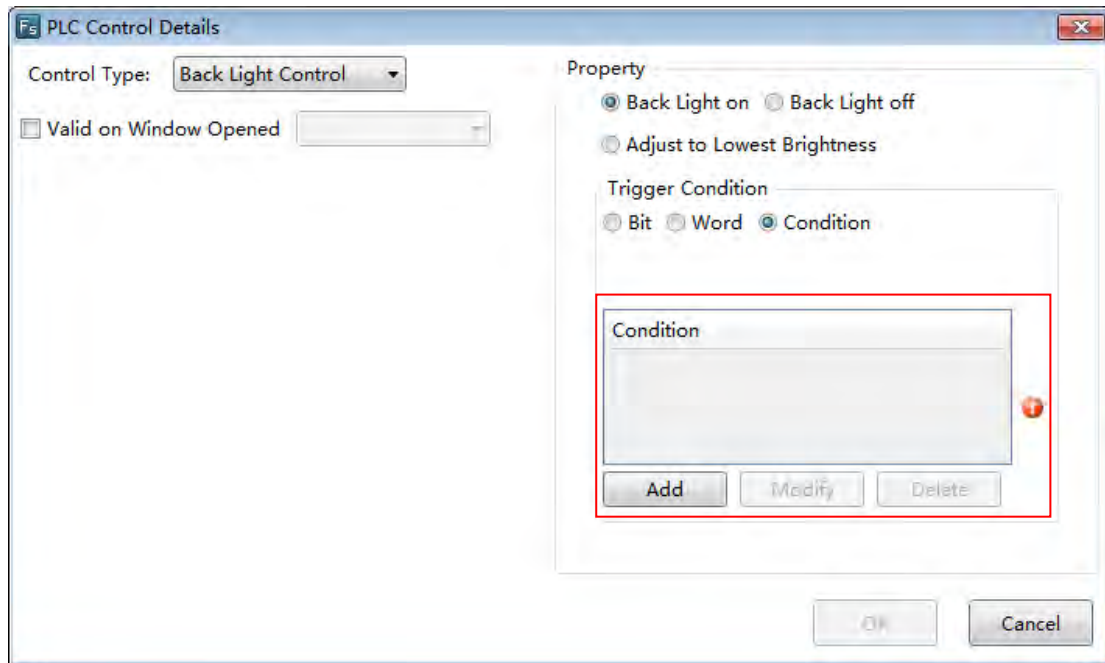 Fs PLC Control Details
Control Type: Back Light Control
Valid on Window Opened
Property
Back Light on Back Light off
Adjust to Lowest Brightness
Trigger Condition
Bit Word Condition
Condition
Add Modify Delete
OK Cancel